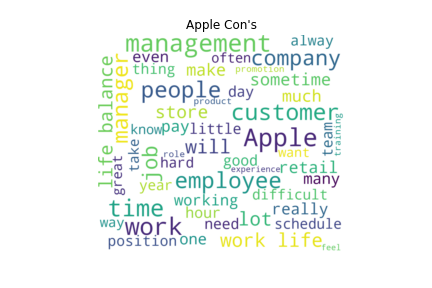 Apple Con's
management alway
even often company
thing make promotion
manager people day sometime
product much
life balance store customer
know pay little team training
take job will Apple want
role hard good retail
great year employee experience many
working difficult
time hour lot really
way work need schedule
position one work life feel